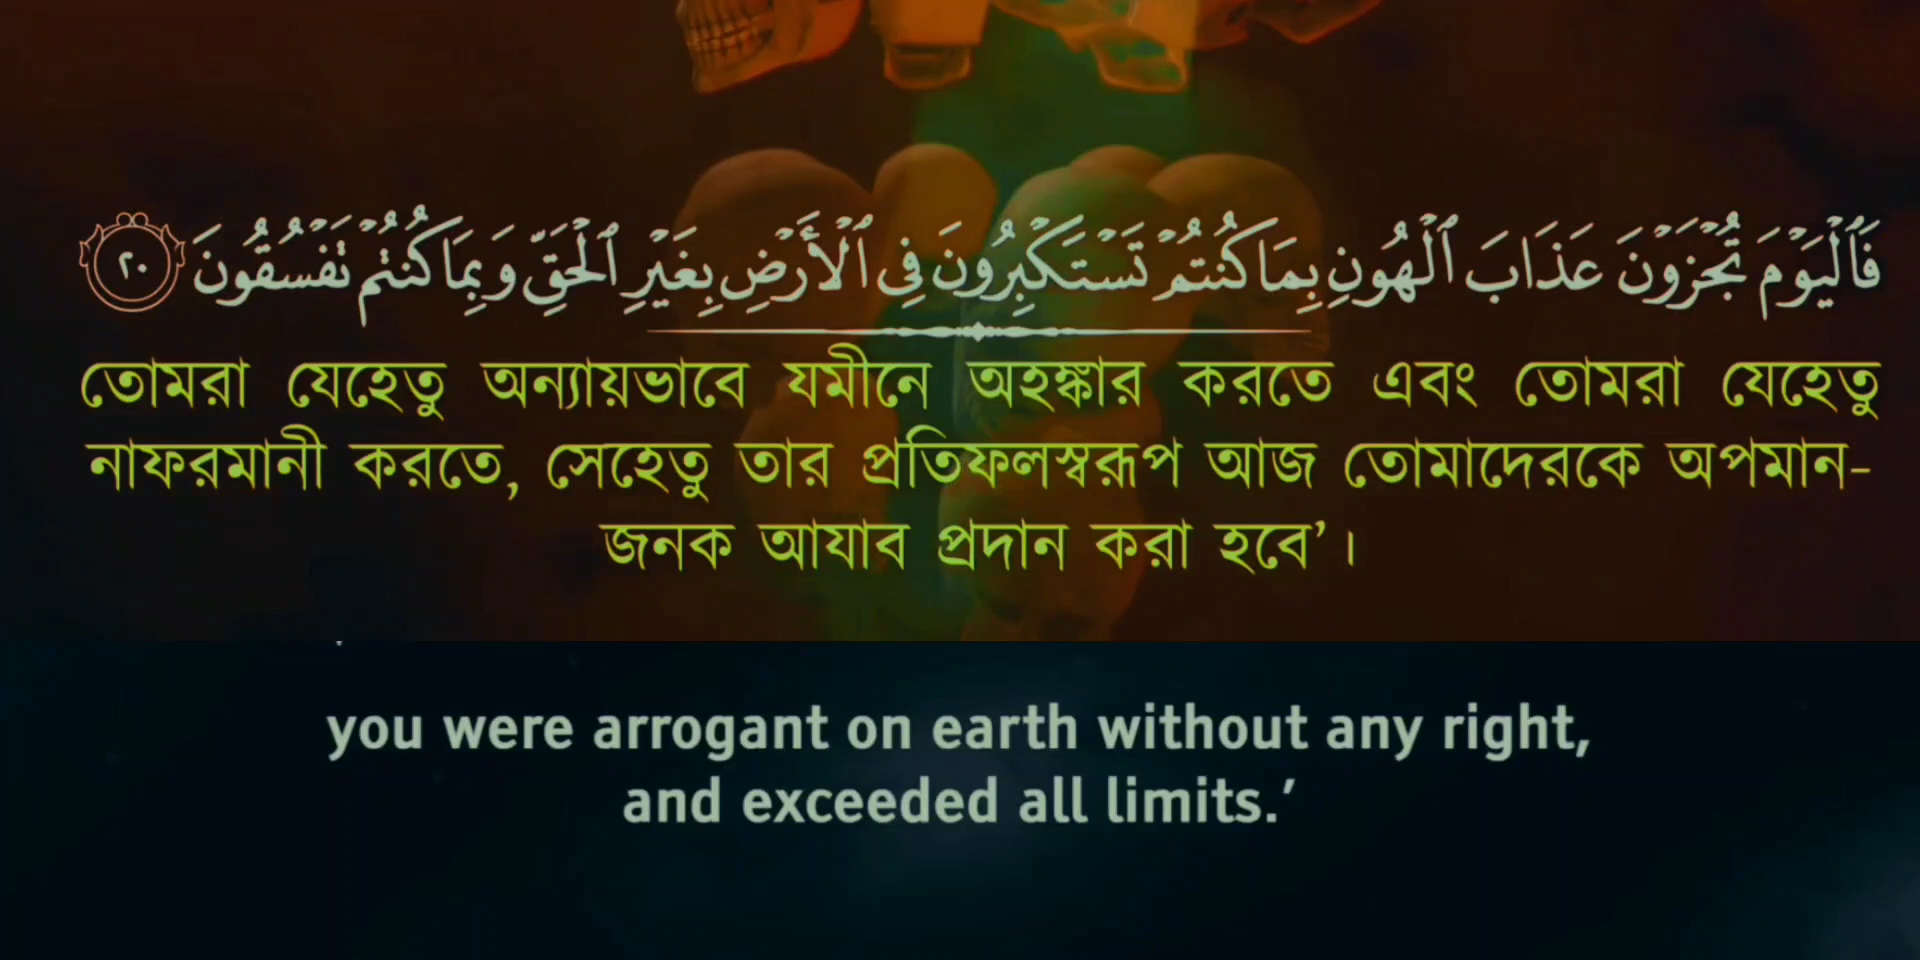 فَٱلْيَوْمَ تُجْزَوْنَ عَذَابَ ٱلْهُونِ بِمَا كُنتُمْ تَسْتَكْبِرُونَ فِى ٱلْأَرْضِ بِغَيْرِ ٱلْحَقِّ وَبِمَا كُنتُمْ تَفْسُقُونَ ٢٠
তোমরা যেহেতু অন্যায়ভাবে যমীনে অহঙ্কার করতে এবং তোমরা যেহেতু
নাফরমানী করতে, সেহেতু তার প্রতিফলস্বরূপ আজ তোমাদেরকে অপমান-
জনক আযাব প্রদান করা হবে’।
you were arrogant on earth without any right,
and exceeded all limits.’